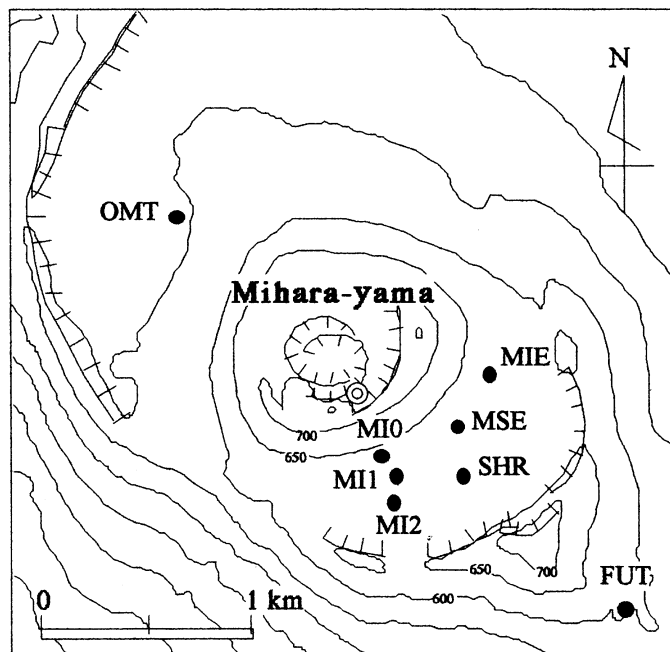 N
OMT
Mihara-yama
MIE
700
MI0
MSE
650
MI1
SHR
MI2
650
700
FUT
600
0 1 km